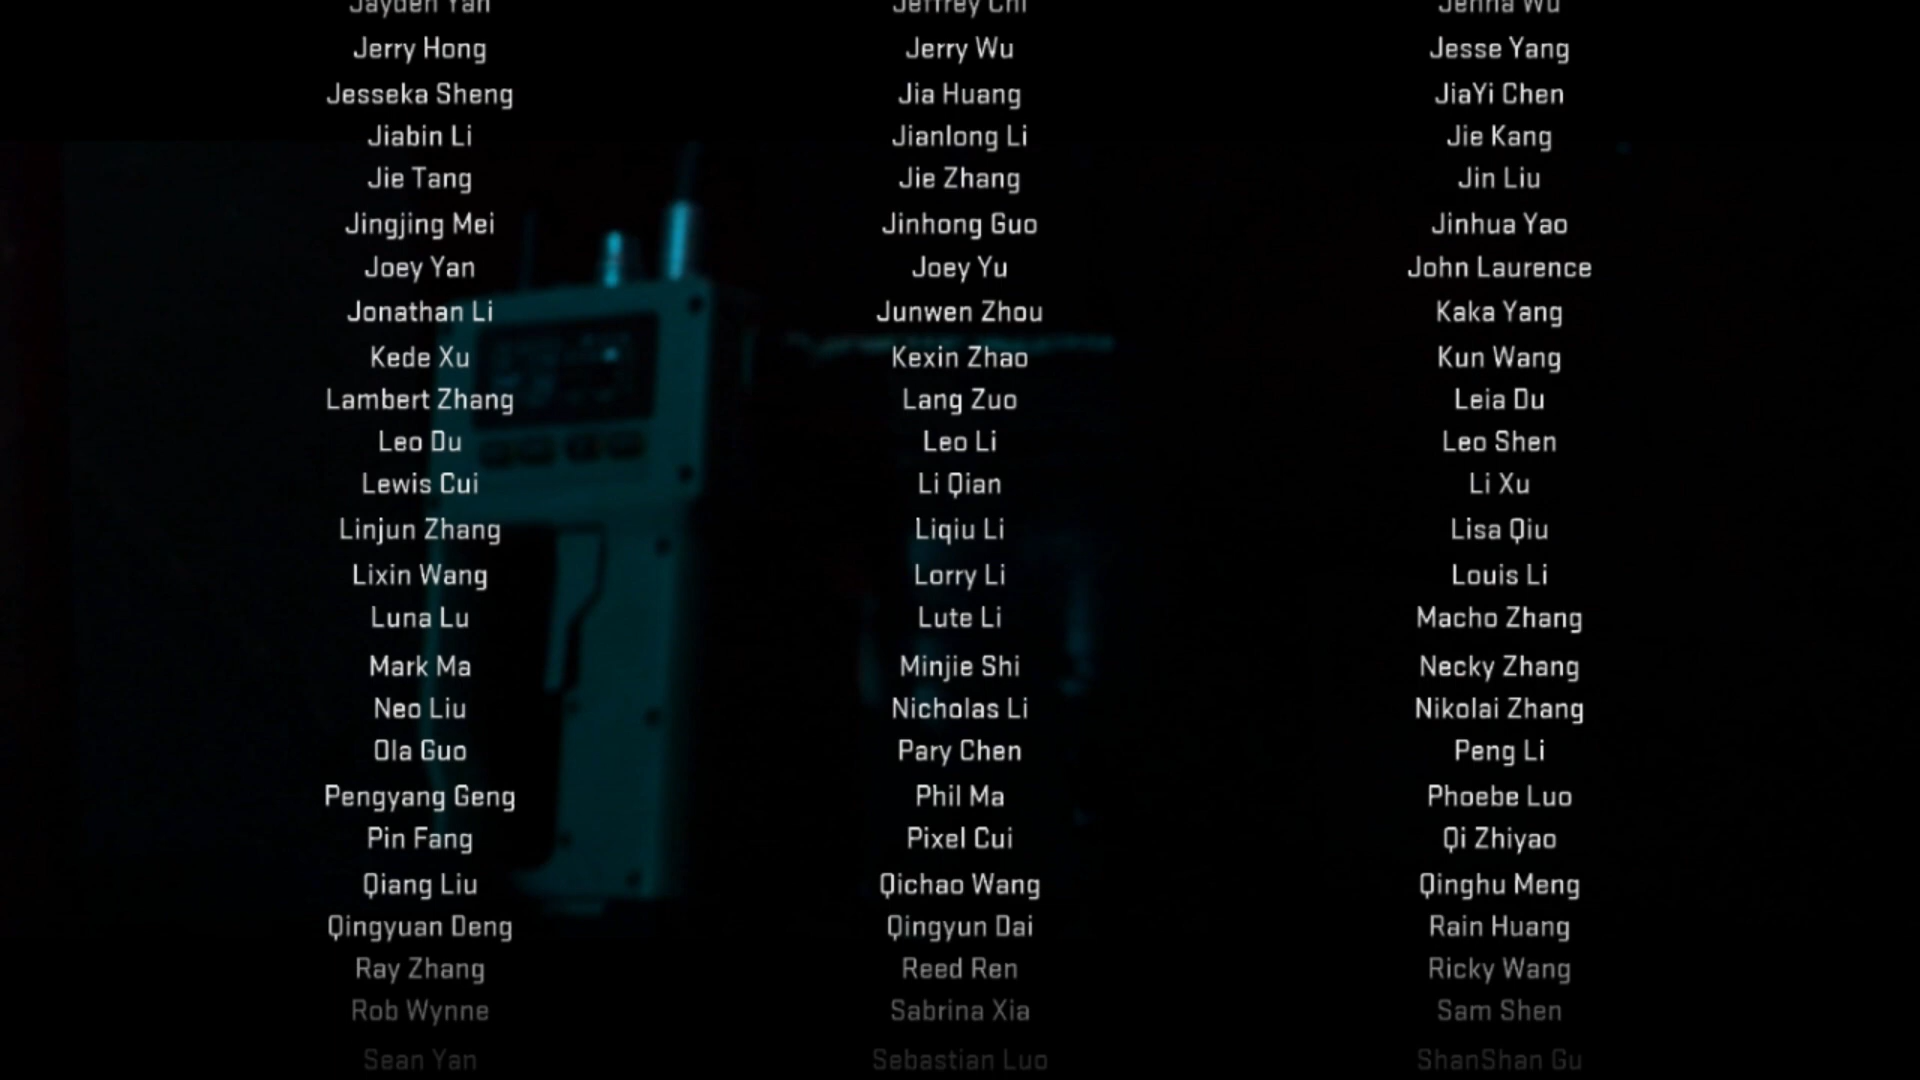 Jayden Yan Jeffrey Chi Jenna Wu
Jerry Hong Jerry Wu Jesse Yang
Jesseka Sheng Jia Huang JiaYi Chen
Jiabin Li Jianlong Li Jie Kang
Jie Tang Jie Zhang Jin Liu
Jingjing Mei Jinhong Guo Jinhua Yao
Joey Yan Joey Yu John Laurence
Jonathan Li Junwen Zhou Kaka Yang
Kede Xu Kexin Zhao Kun Wang
Lambert Zhang Lang Zuo Leia Du
Leo Du Leo Li Leo Shen
Lewis Cui Li Qian Li Xu
Linjun Zhang Liqiu Li Lisa Qiu
Lixin Wang Lorry Li Louis Li
Luna Lu Lute Li Macho Zhang
Mark Ma Minjie Shi Necky Zhang
Neo Liu Nicholas Li Nikolai Zhang
Ola Guo Pary Chen Peng Li
Pengyang Geng Phil Ma Phoebe Luo
Pin Fang Pixel Cui Qi Zhiyao
Qiang Liu Qichao Wang Qinghu Meng
Qingyuan Deng Qingyun Dai Rain Huang
Ray Zhang Reed Ren Ricky Wang
Rob Wynne Sabrina Xia Sam Shen
Sean Yan Sebastian Luo ShanShan Gu